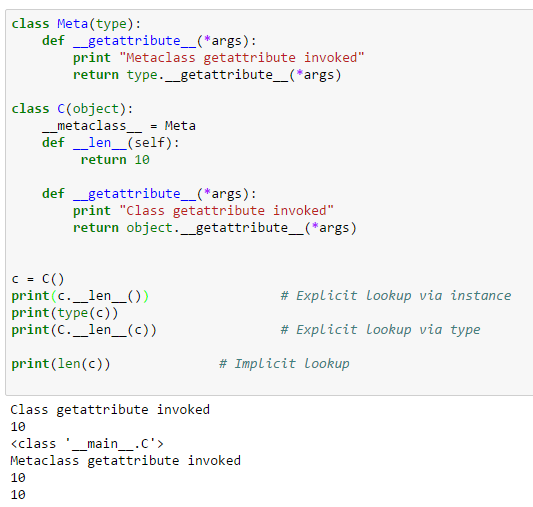 class Meta(type):
    def __getattribute__(*args):
        print "Metaclass getattribute invoked"
        return type.__getattribute__(*args)

class C(object):
    __metaclass__ = Meta
    def __len__(self):
         return 10

    def __getattribute__(*args):
        print "Class getattribute invoked"
        return object.__getattribute__(*args)


c = C()
print(c.__len__())                 # Explicit lookup via instance
print(type(c))
print(C.__len__(c))                # Explicit lookup via type

print(len(c))              # Implicit lookup

Class getattribute invoked
10
<class '__main__.C'>
Metaclass getattribute invoked
10
10